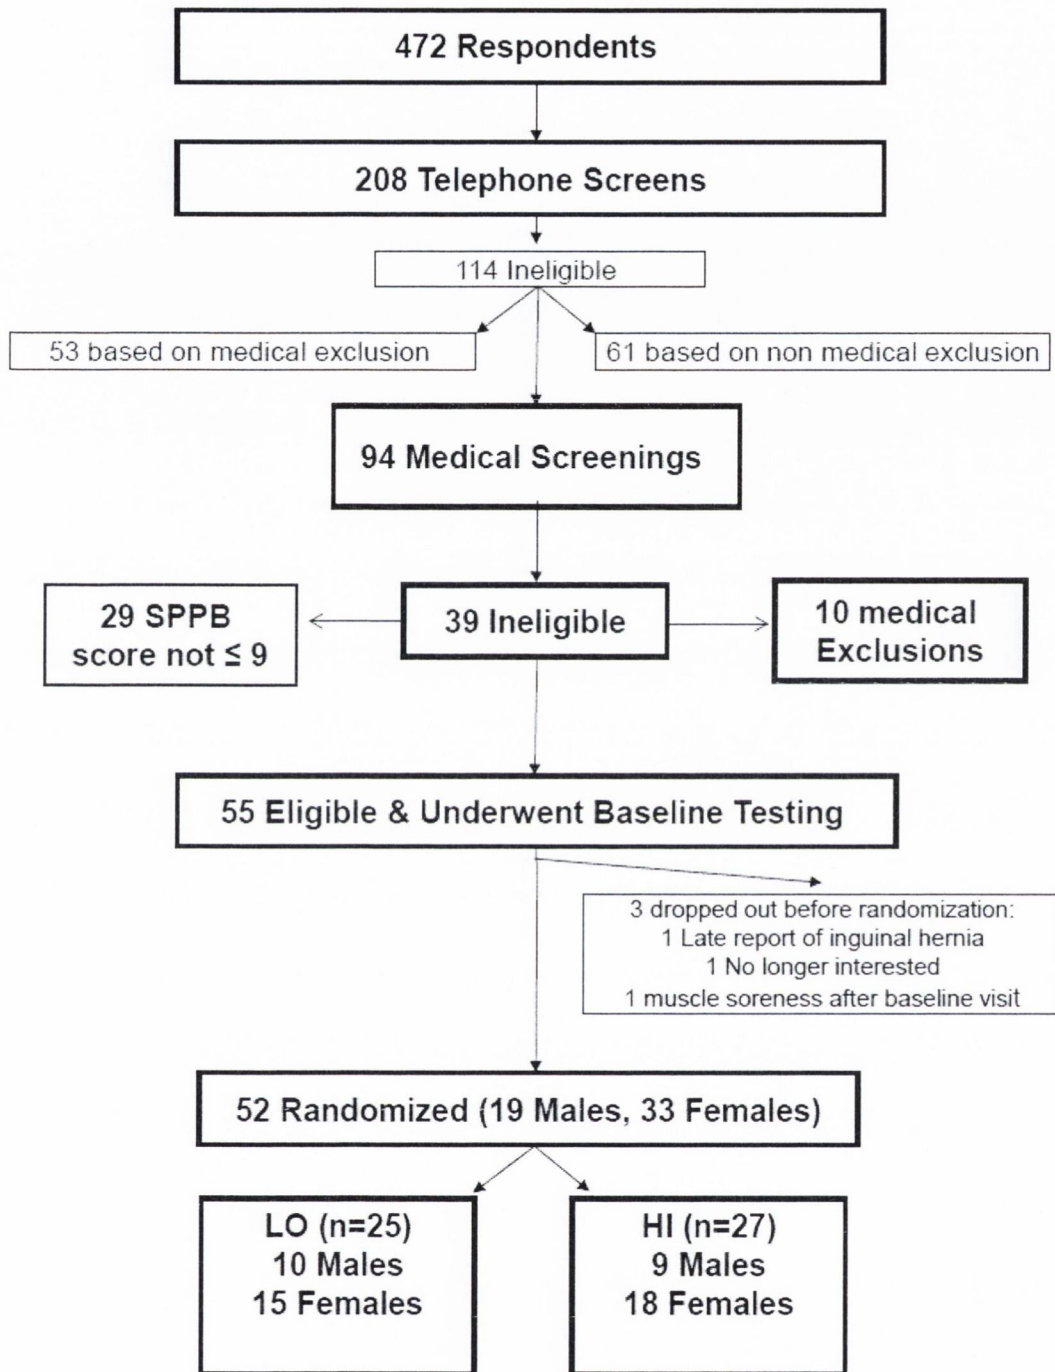 472 Respondents
208 Telephone Screens
114 Ineligible
53 based on medical exclusion
61 based on non medical exclusion
94 Medical Screenings
29 SPPB
score not ≤ 9
39 Ineligible
10 medical
Exclusions
55 Eligible & Underwent Baseline Testing
3 dropped out before randomization:
1 Late report of inguinal hernia
1 No longer interested
1 muscle soreness after baseline visit
52 Randomized (19 Males, 33 Females)
LO (n=25)
10 Males
15 Females
HI (n=27)
9 Males
18 Females